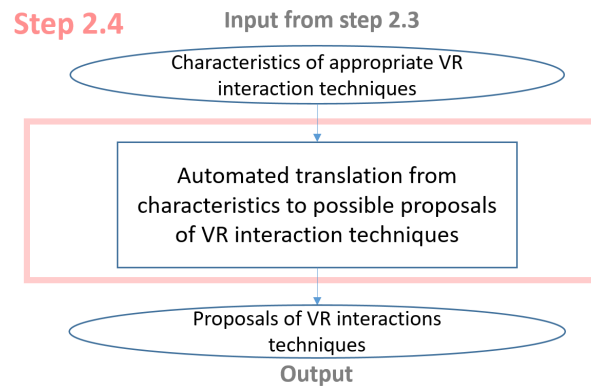 Step 2.4
Input from step 2.3
Characteristics of appropriate VR
interaction techniques
Automated translation from
characteristics to possible proposals
of VR interaction techniques
Proposals of VR interactions
techniques
Output